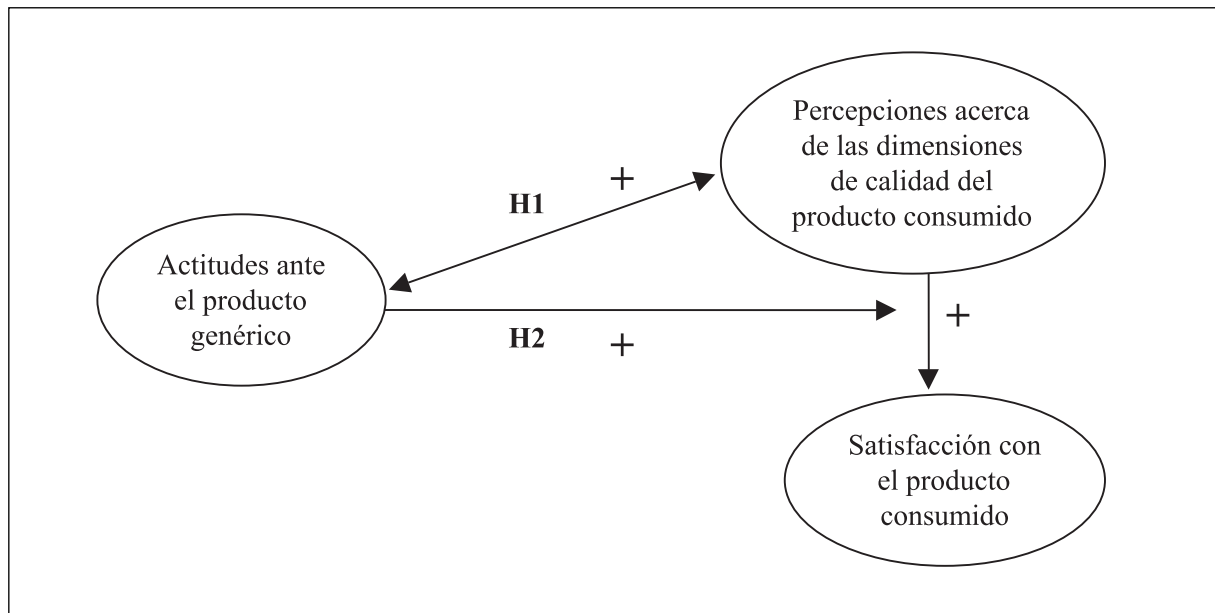 Percepciones acerca
de las dimensiones
de calidad del
producto consumido
+
H1
Actitudes ante
el producto
genérico
H2
+
+
Satisfacción con
el producto
consumido